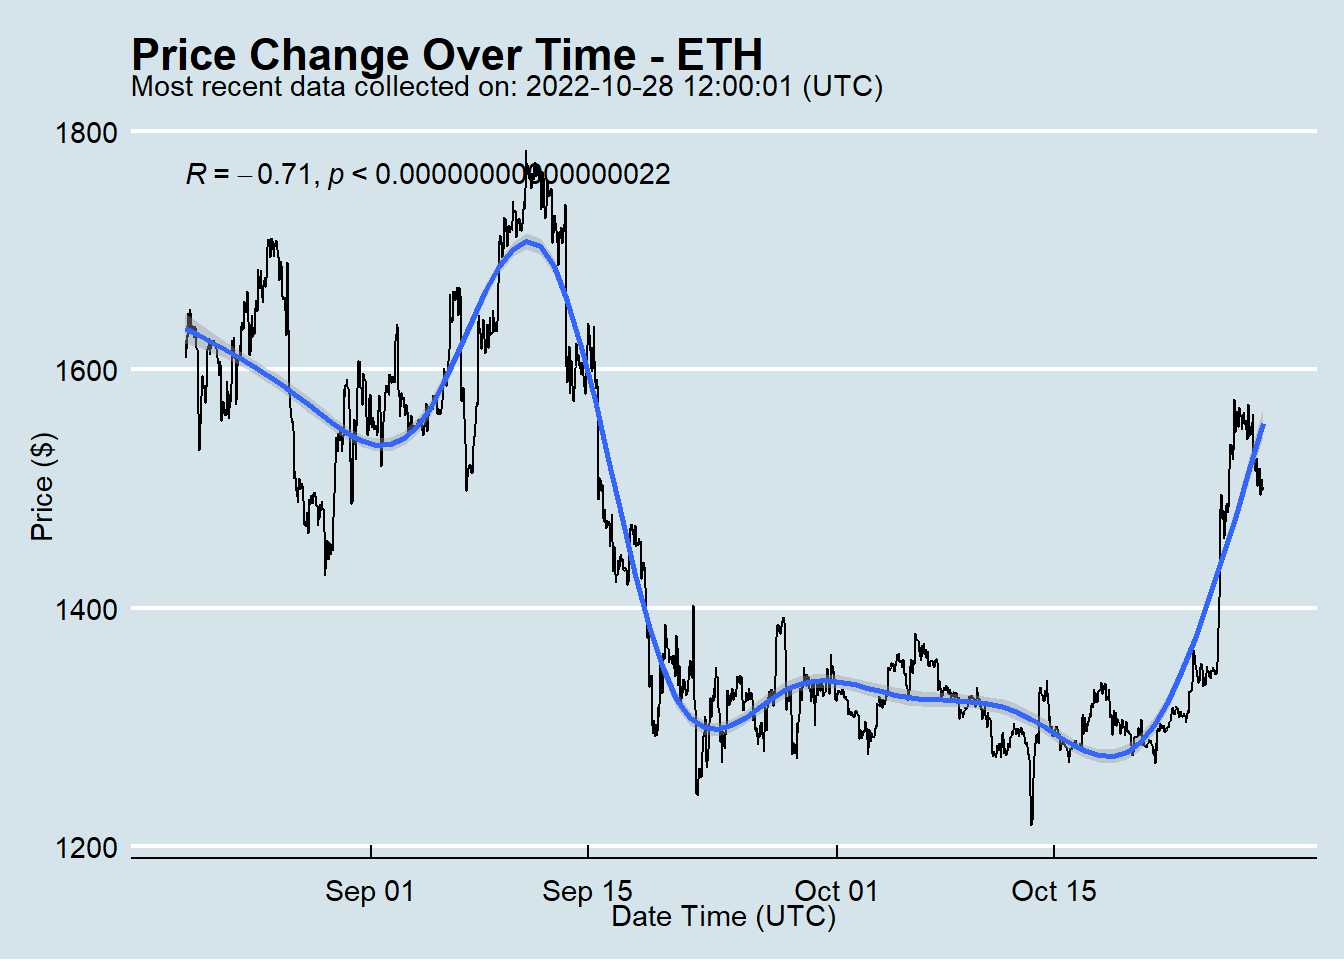 Price Change Over Time - ETH
Most recent data collected on: 2022-10-28 12:00:01 (UTC)
1800
R = −0.71, p < 0.00000000000000022
1600
Price ($)
1400
1200
Sep 01 Sep 15 Oct 01 Oct 15
Date Time (UTC)